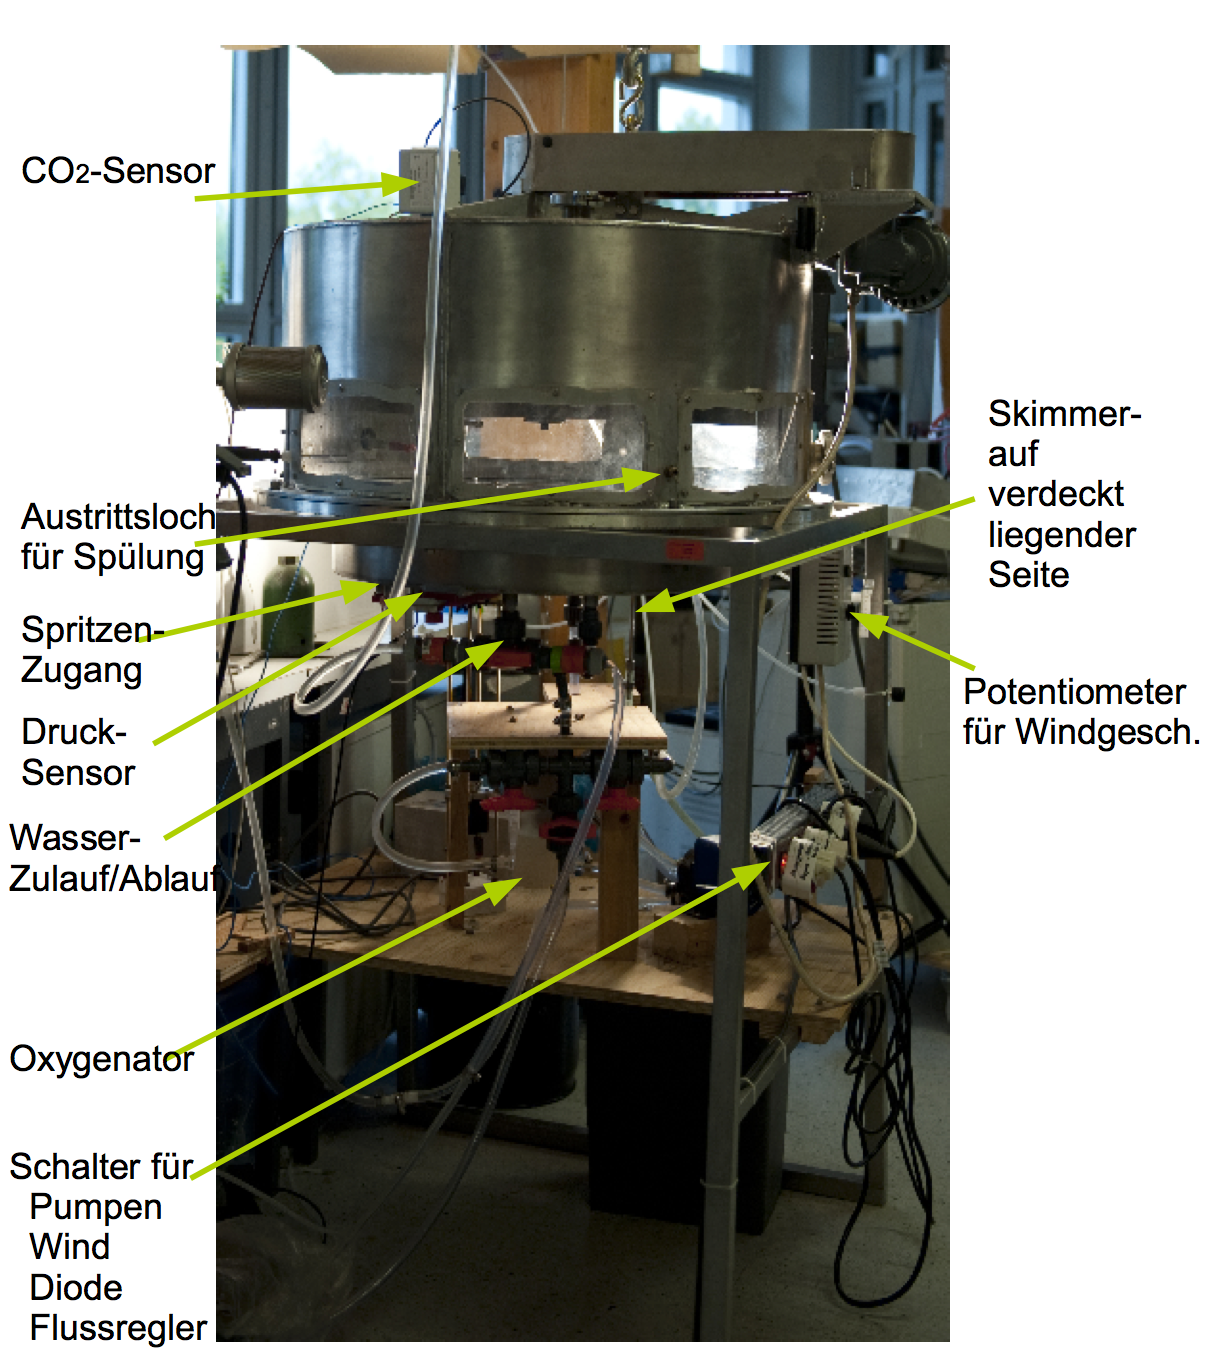 CO2-Sensor
Austrittsloch
für Spülung
Spritzen-
Zugang
Druck-
Sensor
Wasser-
Zulauf/Ablauf
Oxygenator
Schalter für
Pumpen
Wind
Diode
Flussregler
Skimmer-
auf
verdeckt
liegender
Seite
Potentiometer
für Windgesch.